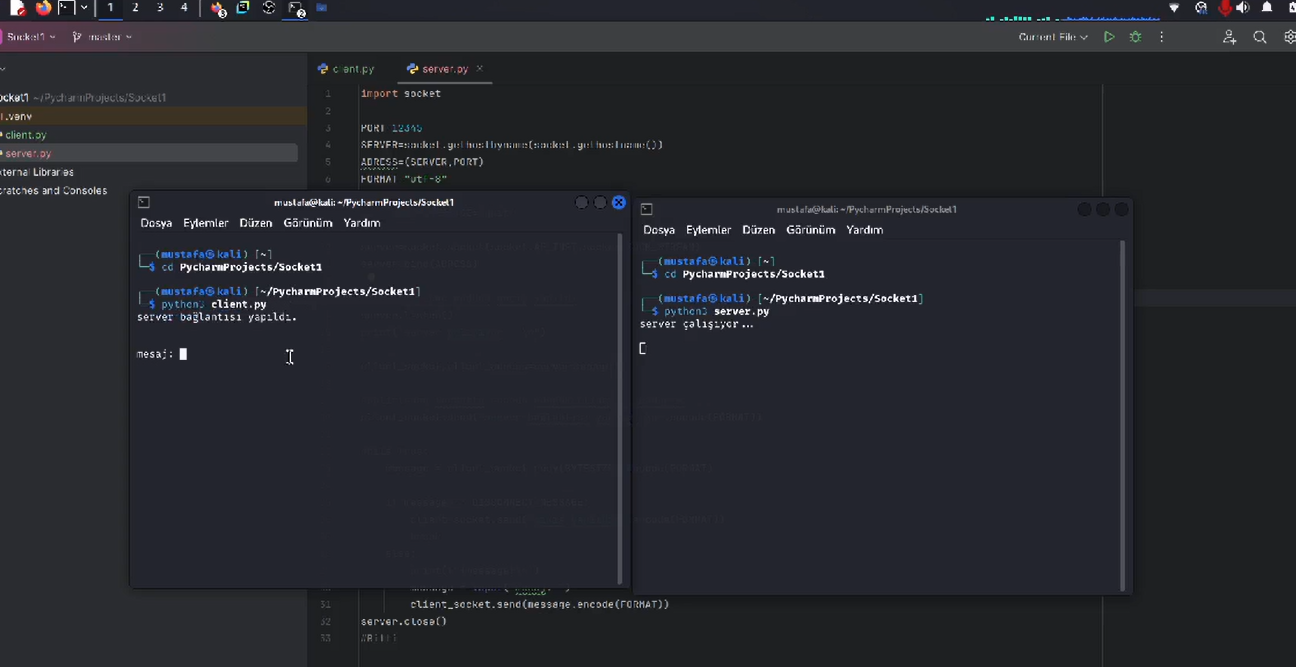 1 2 3 4
Socket1
master
Current File
ocket1 ~/PycharmProjects/Socket1
.venv
client.py
server.py
xternal Libraries
cratches and Consoles
client.py
server.py
1 import socket
2
3 PORT 12345
4 SERVER=socket.gethostbyname(socket.gethostname())
5 ADRESS=(SERVER,PORT)
6 FORMAT "utf-8"
mustafa@kali: ~/PycharmProjects/Socket1
Dosya Eylemler Düzen Görünüm Yardım
(mustafa㉿kali) [~]
$ cd PycharmProjects/Socket1
(mustafa㉿kali) [~/PycharmProjects/Socket1]
$ python3 client.py
server bağlantısı yapıldı.
mesaj:
mustafa@kali: ~/PycharmProjects/Socket1
Dosya Eylemler Düzen Görünüm Yardım
(mustafa㉿kali) [~]
$ cd PycharmProjects/Socket1
(mustafa㉿kali) [~/PycharmProjects/Socket1]
$ python3 server.py
server çalışıyor...
31 client_socket.send(message.encode(FORMAT))
32 server.close()
33